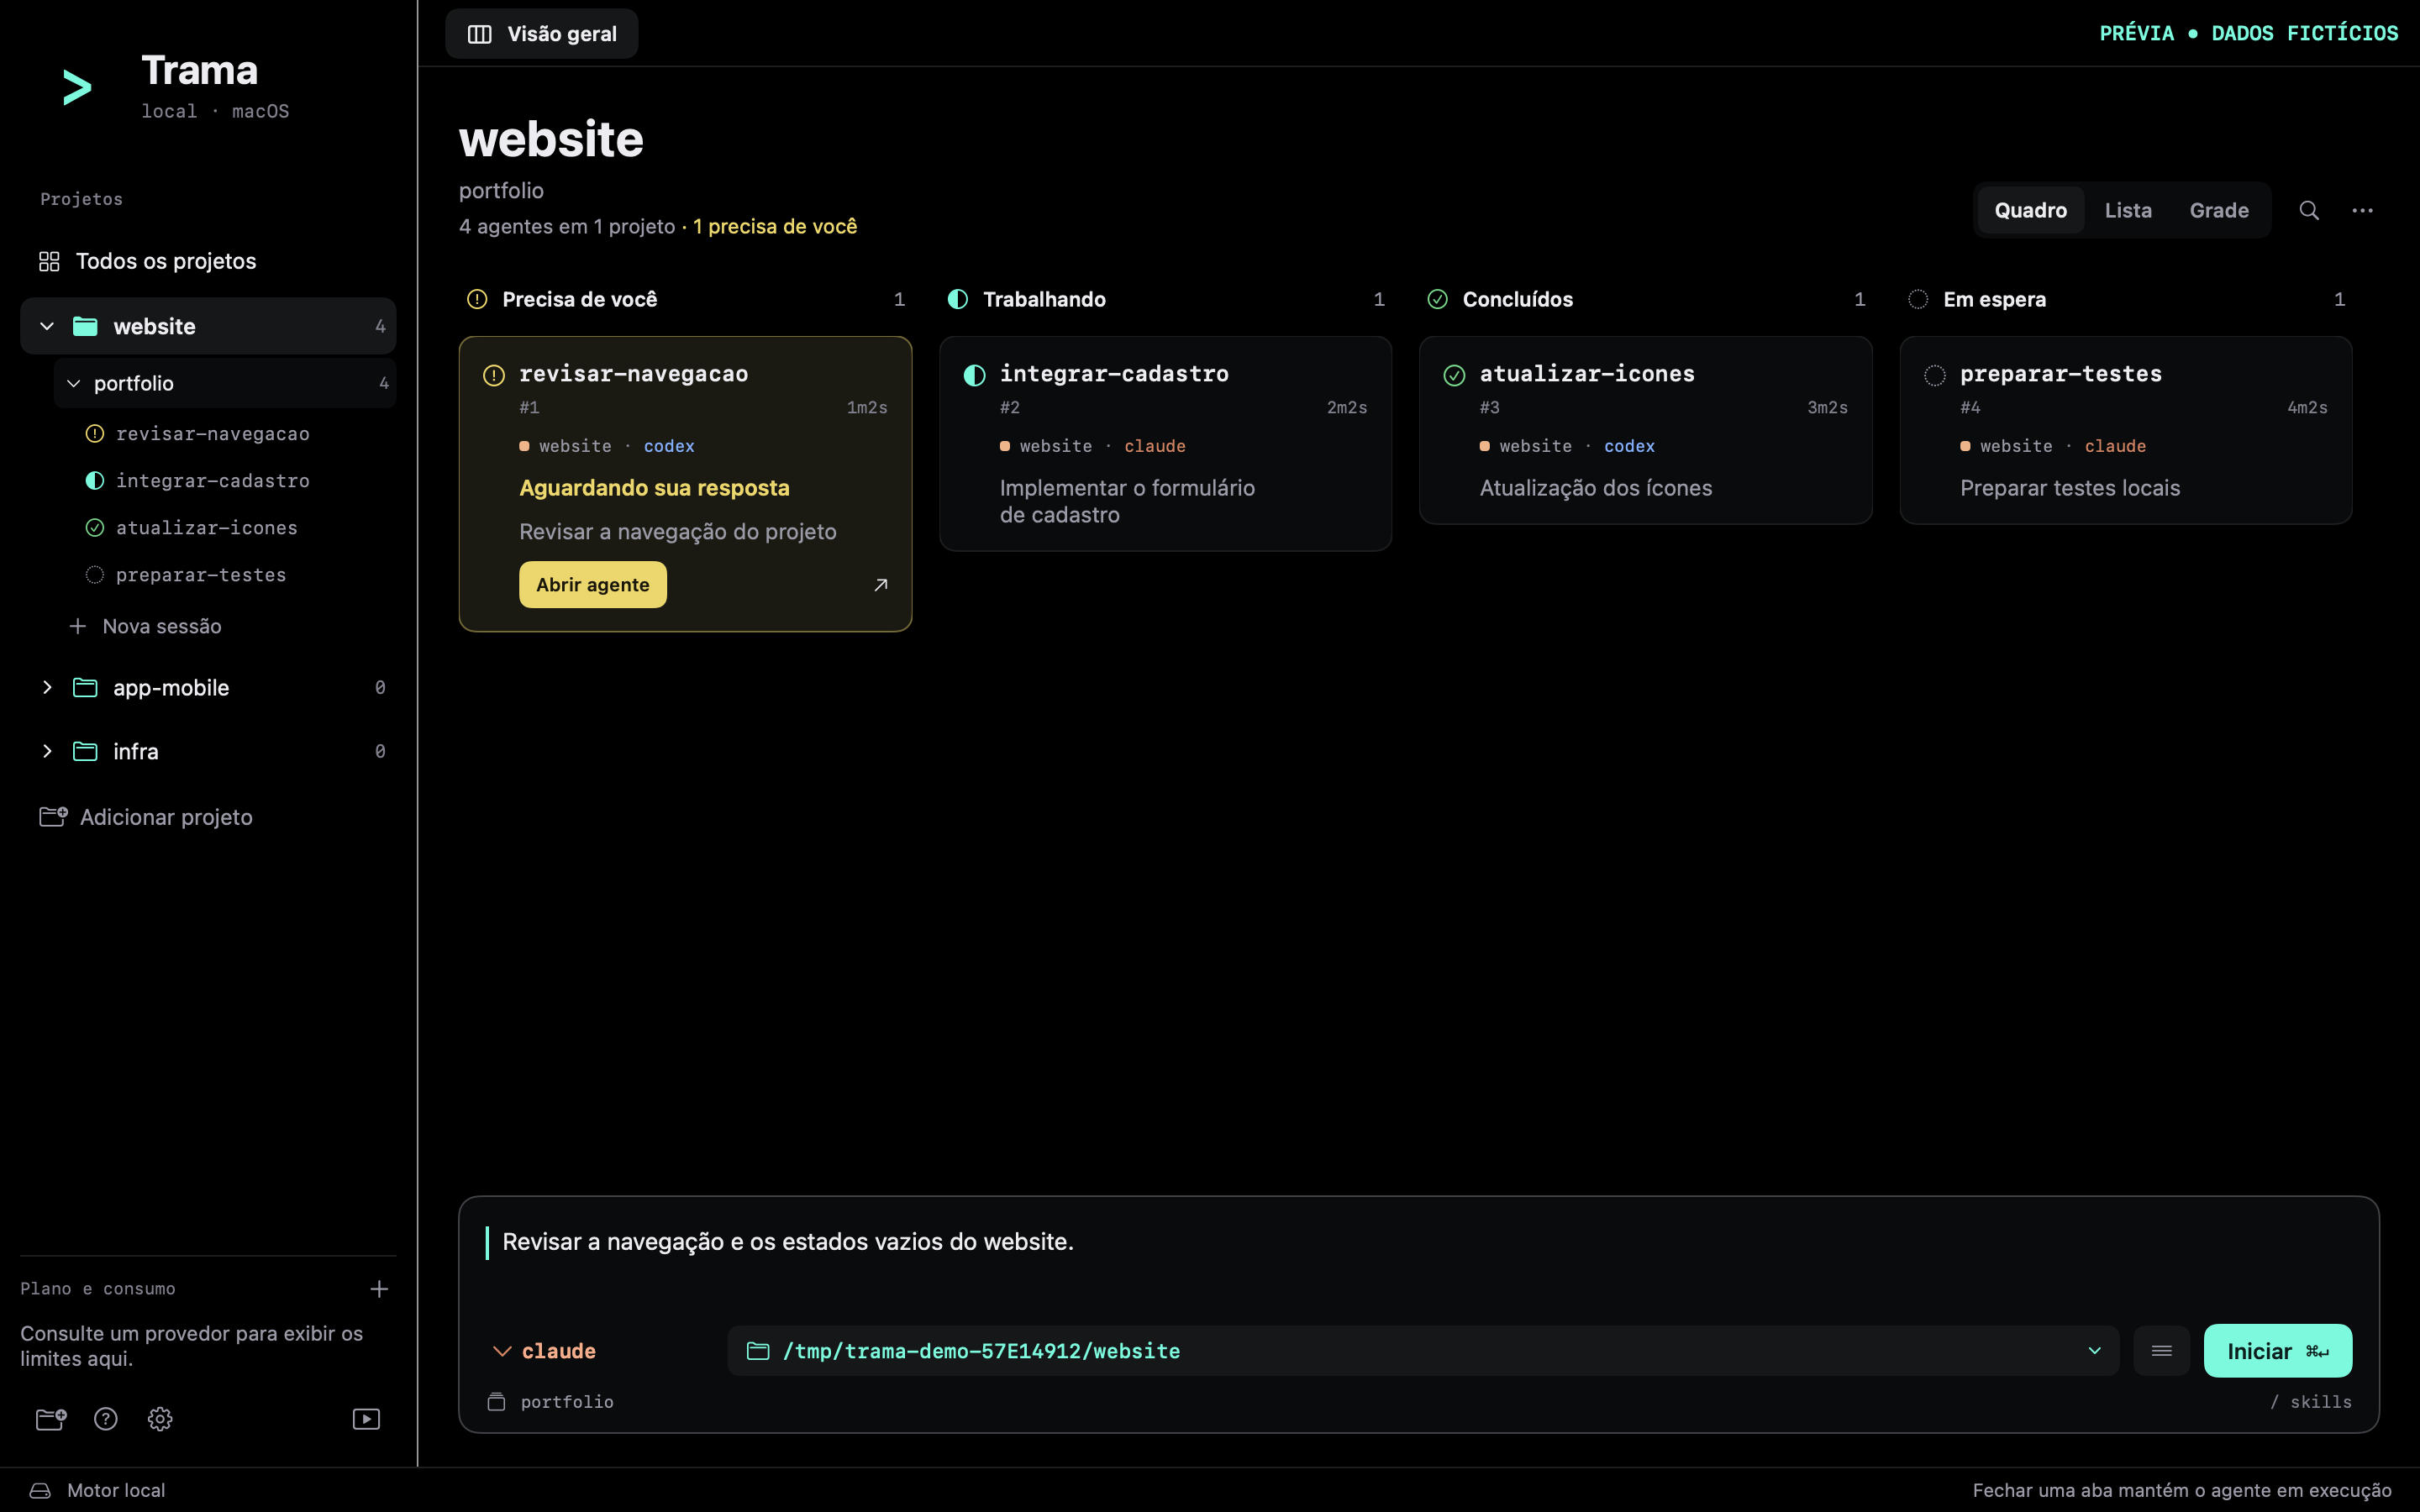 Trama
local · macOS
Projetos
Todos os projetos
website 4
portfolio 4
revisar-navegacao
integrar-cadastro
atualizar-icones
preparar-testes
Nova sessão
app-mobile 0
infra 0
Adicionar projeto
Plano e consumo
Consulte um provedor para exibir os
limites aqui.
Visão geral
PRÉVIA • DADOS FICTÍCIOS
website
portfolio
4 agentes em 1 projeto · 1 precisa de você
Quadro Lista Grade
Precisa de você 1
revisar-navegacao
#1 1m2s
website · codex
Aguardando sua resposta
Revisar a navegação do projeto
Abrir agente
Trabalhando 1
integrar-cadastro
#2 2m2s
website · claude
Implementar o formulário
de cadastro
Concluídos 1
atualizar-icones
#3 3m2s
website · codex
Atualização dos ícones
Em espera 1
preparar-testes
#4 4m2s
website · claude
Preparar testes locais
Revisar a navegação e os estados vazios do website.
claude
/tmp/trama-demo-57E14912/website
Iniciar ⌘↵
portfolio
/ skills
Motor local
Fechar uma aba mantém o agente em execução